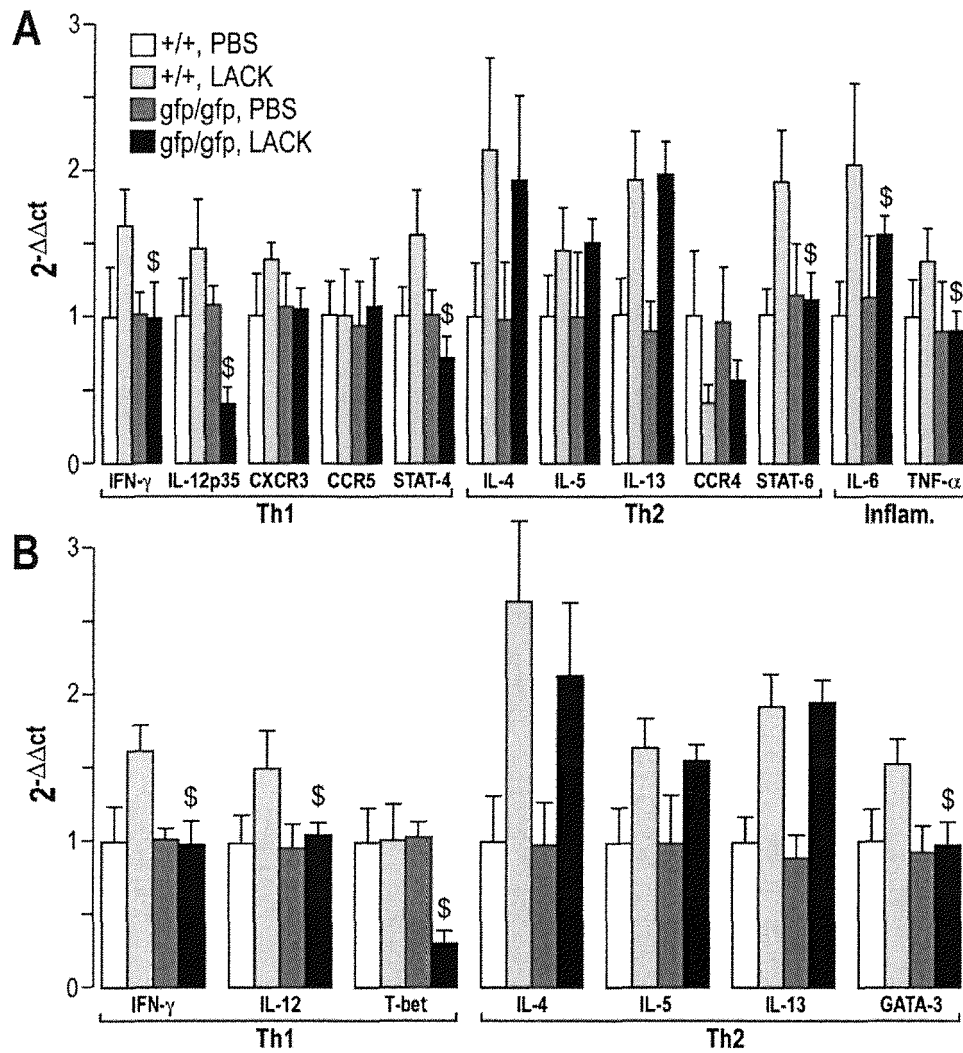 A
3
2
1
0
2-ΔΔct
+/+, PBS
+/+, LACK
gfp/gfp, PBS
gfp/gfp, LACK
$
$
$
$
$
$
IFN-γ IL-12p35 CXCR3 CCR5 STAT-4 IL-4 IL-5 IL-13 CCR4 STAT-6 IL-6 TNF-α
Th1 Th2 Inflam.
B
3
2
1
0
2-ΔΔct
$
$
$
$
IFN-γ IL-12 T-bet IL-4 IL-5 IL-13 GATA-3
Th1 Th2